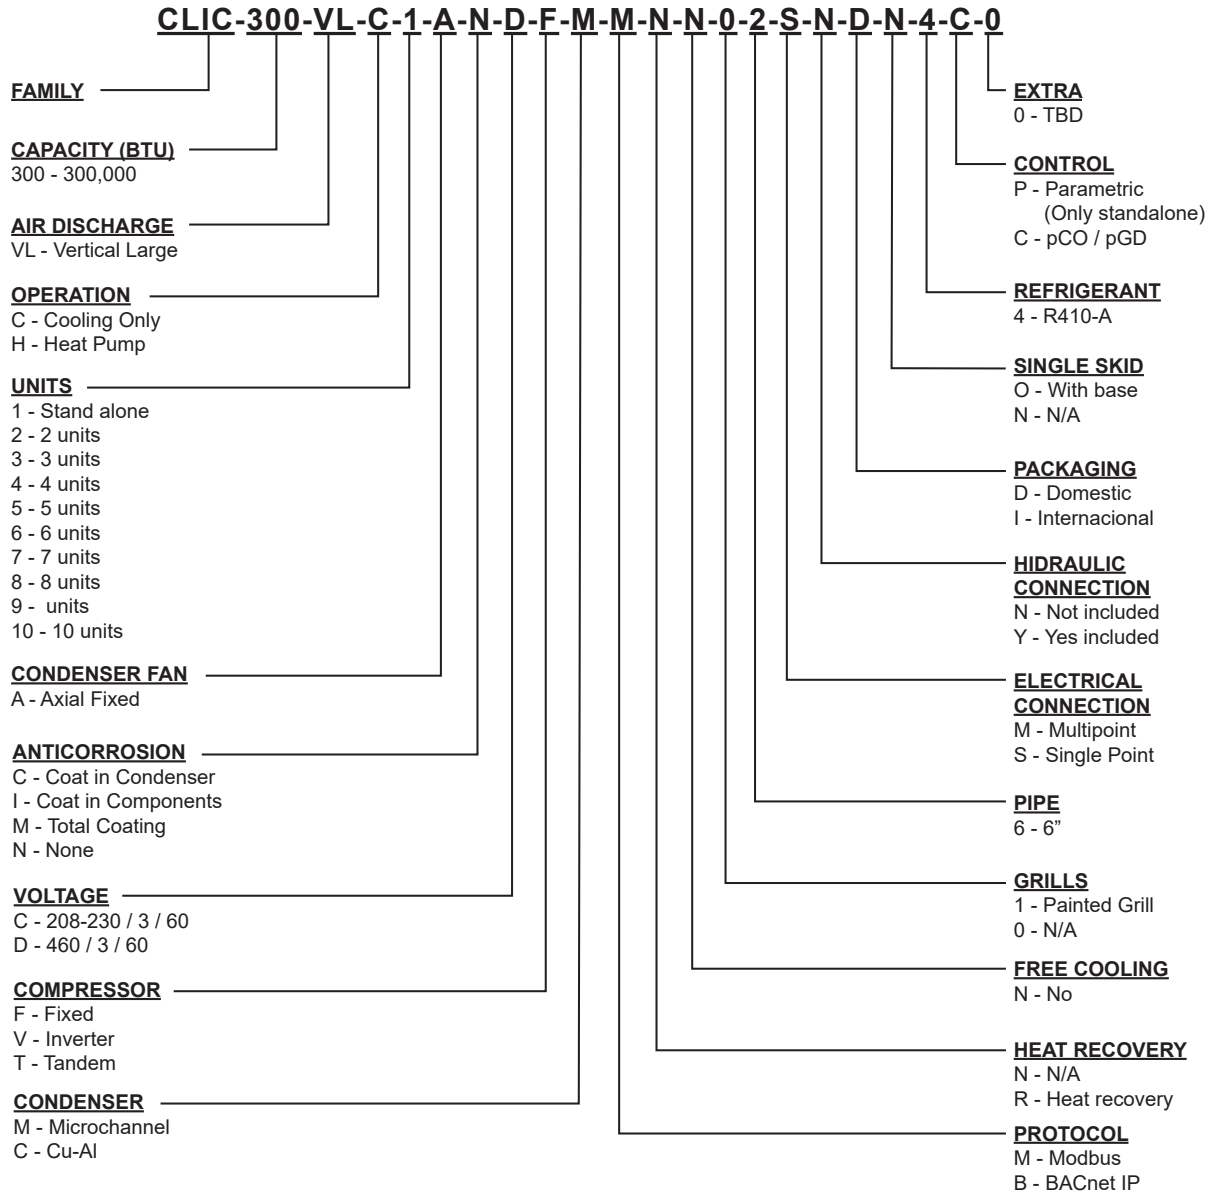 CLIC-300-VL-C-1-A-N-D-F-M-M-N-N-0-2-S-N-D-N-4-C-0
FAMILY
CAPACITY (BTU)
300 - 300,000
AIR DISCHARGE
VL - Vertical Large
OPERATION
C - Cooling Only
H - Heat Pump
UNITS
1 - Stand alone
2 - 2 units
3 - 3 units
4 - 4 units
5 - 5 units
6 - 6 units
7 - 7 units
8 - 8 units
9 -  units
10 - 10 units
CONDENSER FAN
A - Axial Fixed
ANTICORROSION
C - Coat in Condenser
I - Coat in Components
M - Total Coating
N - None
VOLTAGE
C - 208-230 / 3 / 60
D - 460 / 3 / 60
COMPRESSOR
F - Fixed
V - Inverter
T - Tandem
CONDENSER
M - Microchannel
C - Cu-Al
EXTRA
0 - TBD
CONTROL
P - Parametric
(Only standalone)
C - pCO / pGD
REFRIGERANT
4 - R410-A
SINGLE SKID
O - With base
N - N/A
PACKAGING
D - Domestic
I - Internacional
HIDRAULIC
CONNECTION
N - Not included
Y - Yes included
ELECTRICAL
CONNECTION
M - Multipoint
S - Single Point
PIPE
6 - 6”
GRILLS
1 - Painted Grill
0 - N/A
FREE COOLING
N - No
HEAT RECOVERY
N - N/A
R - Heat recovery
PROTOCOL
M - Modbus
B - BACnet IP